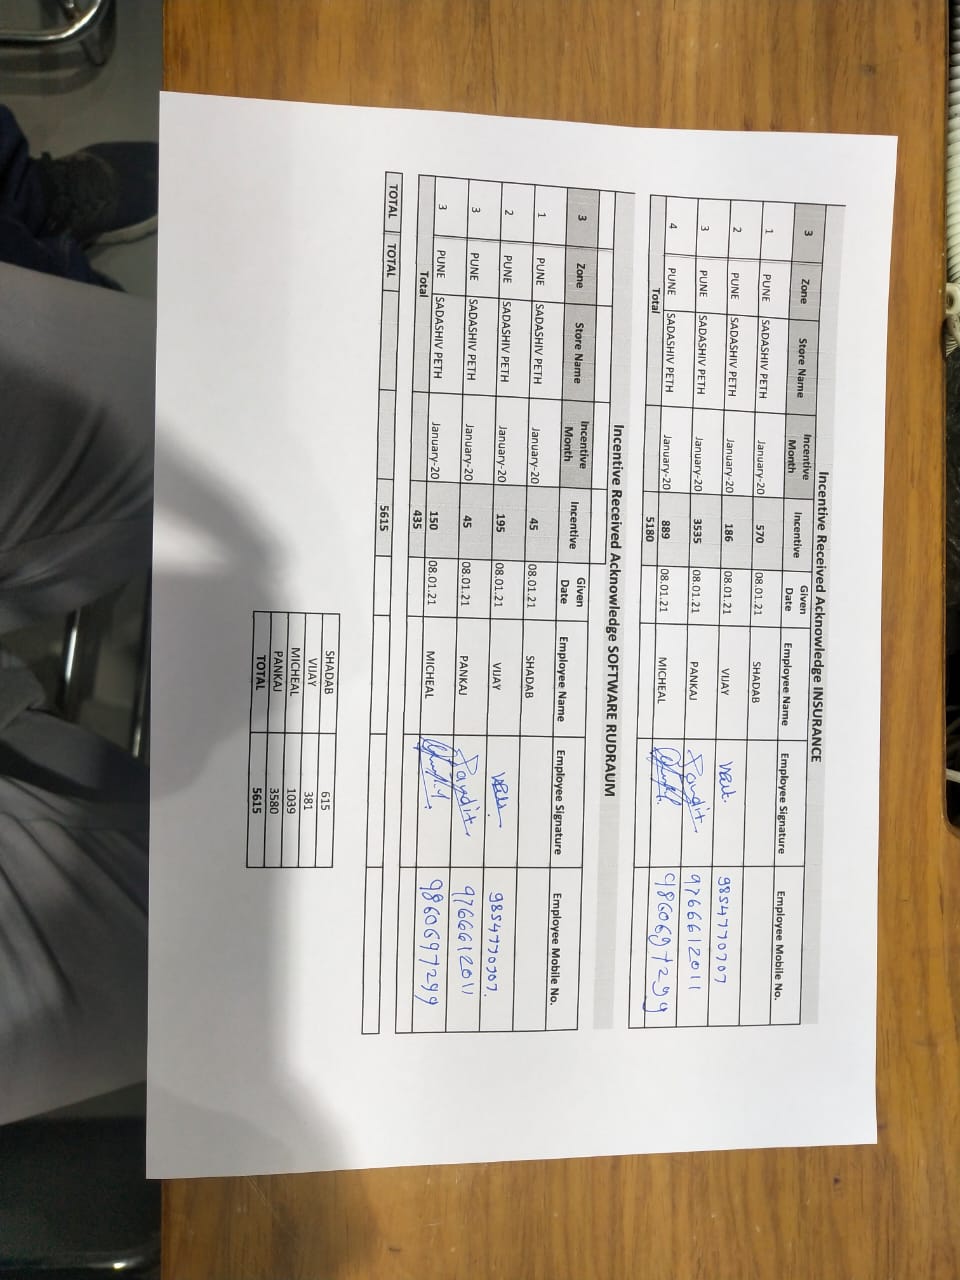 Incentive Received Acknowledge INSURANCE
3 Zone Store Name Incentive Month Incentive Given Date Employee Name Employee Signature Employee Mobile No.
1 PUNE SADASHIV PETH January-20 570 08.01.21 SHADAB
2 PUNE SADASHIV PETH January-20 186 08.01.21 VIJAY 9854770707
3 PUNE SADASHIV PETH January-20 3535 08.01.21 PANKAJ Pandit 9766612011
4 PUNE SADASHIV PETH January-20 889 08.01.21 MICHEAL 9860697299
Total 5180
Incentive Received Acknowledge SOFTWARE RUDRAUM
3 Zone Store Name Incentive Month Incentive Given Date Employee Name Employee Signature Employee Mobile No.
1 PUNE SADASHIV PETH January-20 45 08.01.21 SHADAB
2 PUNE SADASHIV PETH January-20 195 08.01.21 VIJAY 9854770707.
3 PUNE SADASHIV PETH January-20 45 08.01.21 PANKAJ Pandit 9766612011
3 PUNE SADASHIV PETH January-20 150 08.01.21 MICHEAL 9860697299
Total 435
TOTAL TOTAL 5615
SHADAB 615
VIJAY 381
MICHEAL 1039
PANKAJ 3580
TOTAL 5615